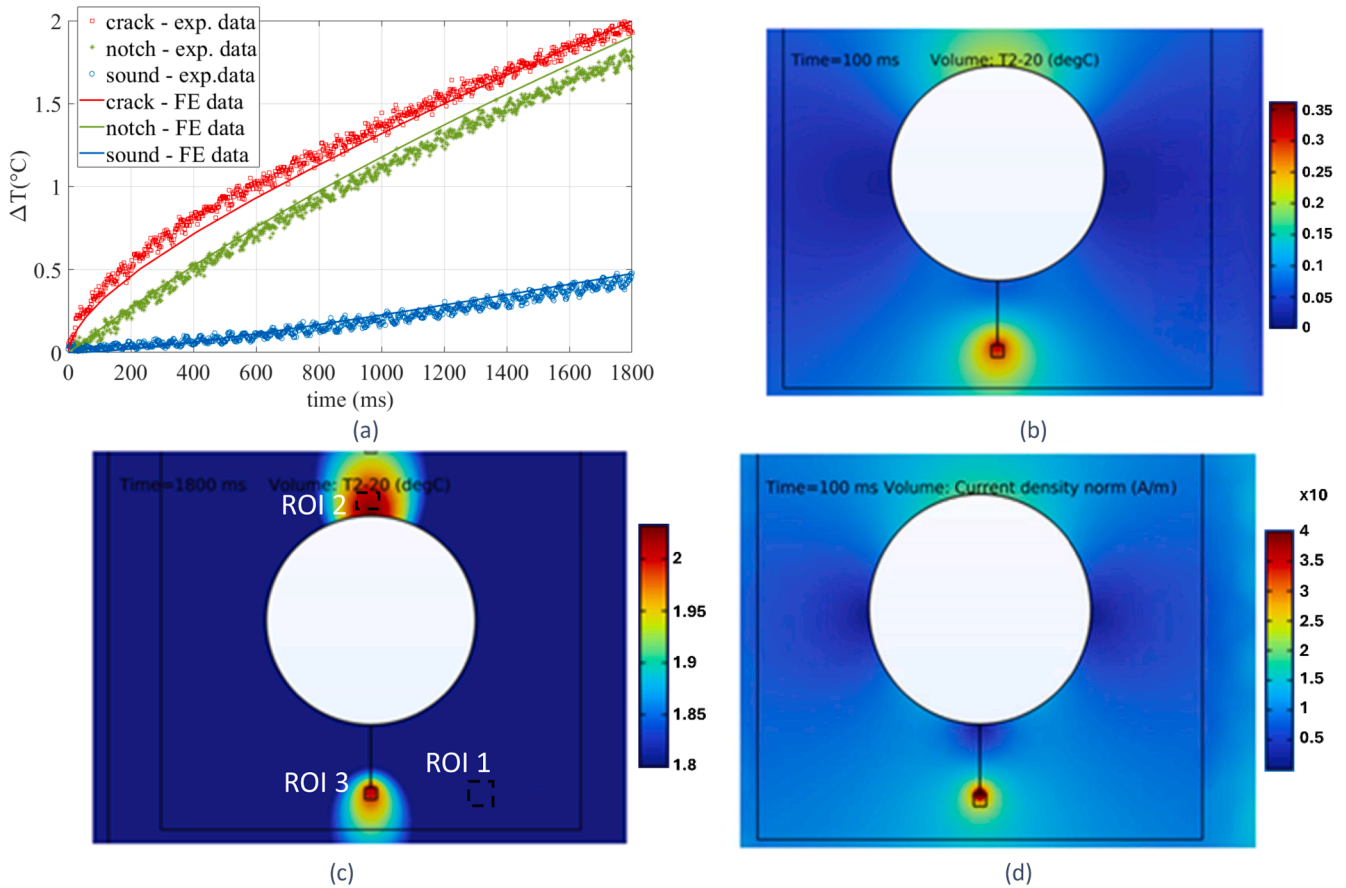 2
1.5
1
0.5
0
ΔT(°C)
crack - exp. data
notch - exp. data
sound - exp.data
crack - FE data
notch - FE data
sound - FE data
0 200 400 600 800 1000 1200 1400 1600 1800
time (ms)
(a)
Time=100 ms Volume: T2-20 (degC)
0.35
0.3
0.25
0.2
0.15
0.1
0.05
0
(b)
Time=1800 ms Volume: T2-20 (degC)
ROI 2
ROI 1
ROI 3
2
1.95
1.9
1.85
1.8
(c)
Time=100 ms Volume: Current density norm (A/m)
x10
4
3.5
3
2.5
2
1.5
1
0.5
(d)